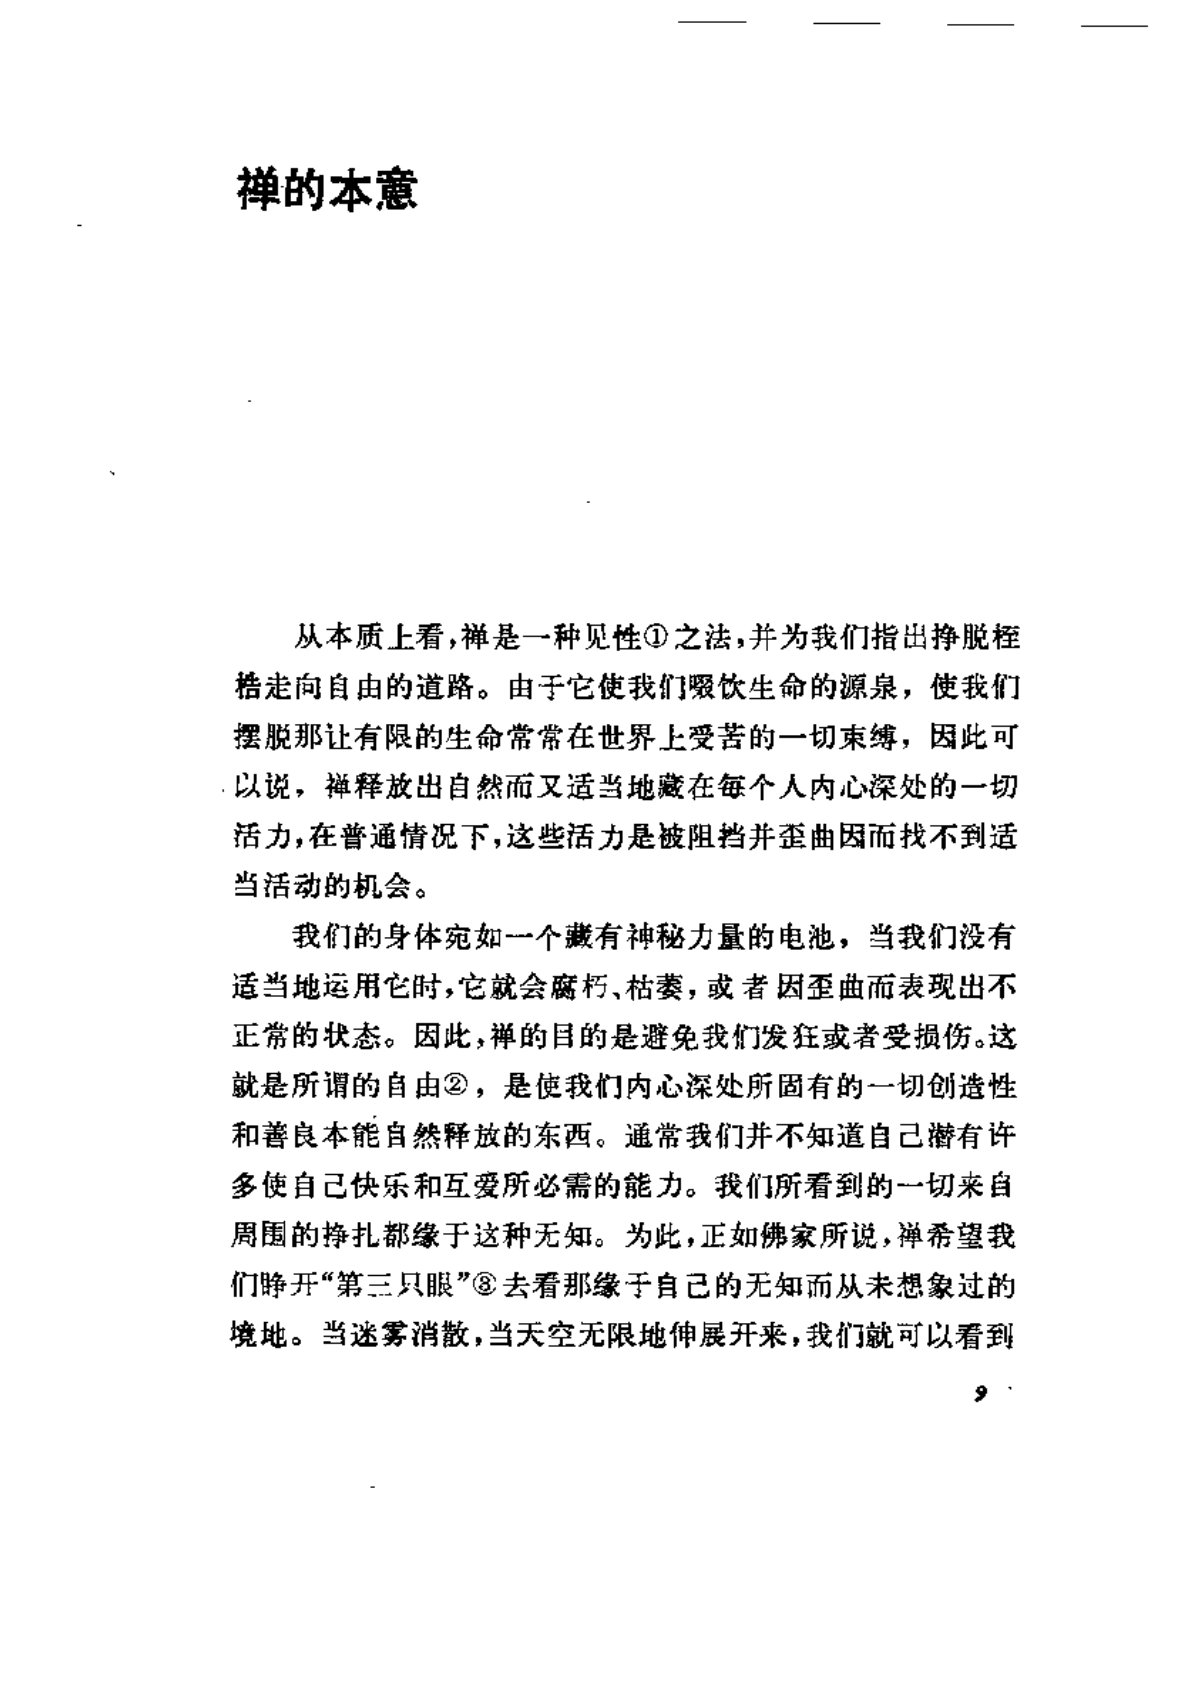 禅的本意
从本质上看,禅是一种见性①之法,并为我们指出挣脱桎
梏走向自由的道路。由于它使我们啜饮生命的源泉，使我们
摆脱那让有限的生命常常在世界上受苦的一切束缚，因此可
以说，禅释放出自然而又适当地藏在每个人内心深处的一切
活力,在普通情况下,这些活力是被阻挡并歪曲因而找不到适
当活动的机会。
我们的身体宛如一个藏有神秘力量的电池，当我们没有
适当地运用它时,它就会腐朽、枯萎，或者因歪曲而表现出不
正常的状态。因此,禅的目的是避免我们发狂或者受损伤。这
就是所谓的自由②，是使我们内心深处所固有的一切创造性
和善良本能自然释放的东西。通常我们并不知道自己潜有许
多使自己快乐和互爱所必需的能力。我们所看到的一切来自
周围的挣扎都缘于这种无知。为此,正如佛家所说,禅希望我
们睁开“第三只眼”③去看那缘于自己的无知而从未想象过的
境地。当迷雾消散,当天空无限地伸展开来,我们就可以看到
9